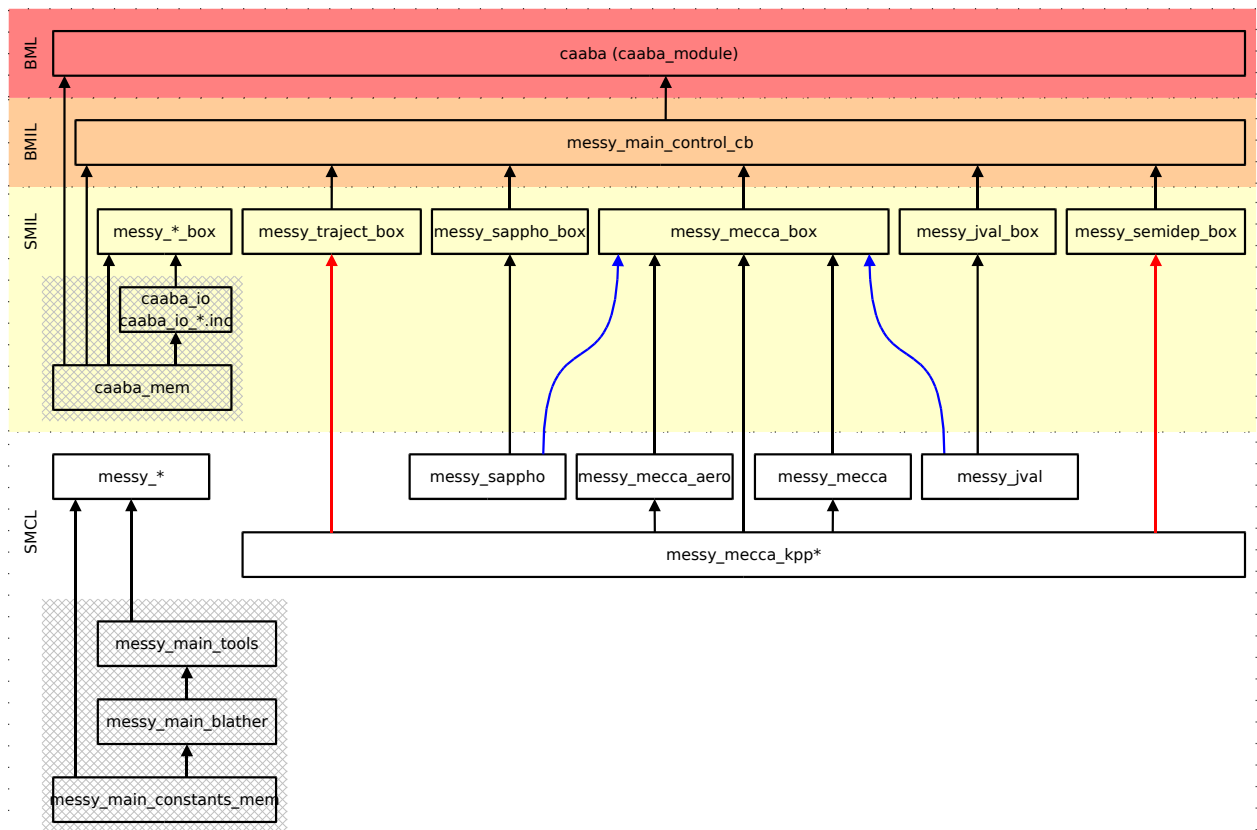 BML
caaba (caaba_module)
BMIL
messy_main_control_cb
SMIL
messy_*_box
messy_traject_box
messy_sappho_box
messy_mecca_box
messy_jval_box
messy_semidep_box
caaba_io
caaba_io_*.inc
caaba_mem
SMCL
messy_*
messy_sappho
messy_mecca_aero
messy_mecca
messy_jval
messy_mecca_kpp*
messy_main_tools
messy_main_blather
messy_main_constants_mem